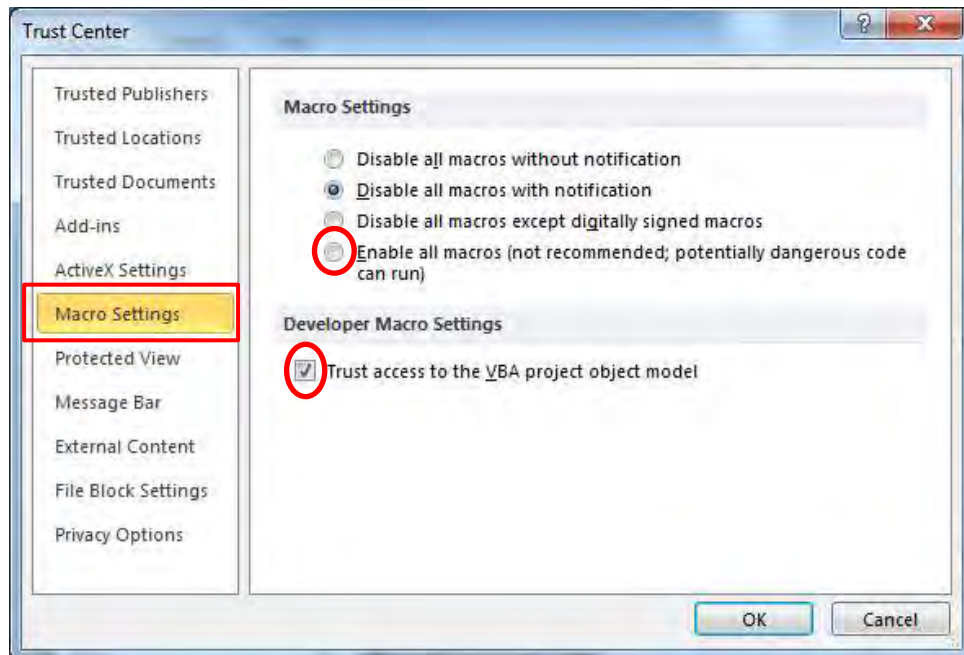 Trust Center
Trusted Publishers
Trusted Locations
Trusted Documents
Add-ins
ActiveX Settings
Macro Settings
Protected View
Message Bar
External Content
File Block Settings
Privacy Options
Macro Settings
Disable all macros without notification
Disable all macros with notification
Disable all macros except digitally signed macros
Enable all macros (not recommended; potentially dangerous code
can run)
Developer Macro Settings
Trust access to the VBA project object model
OK
Cancel